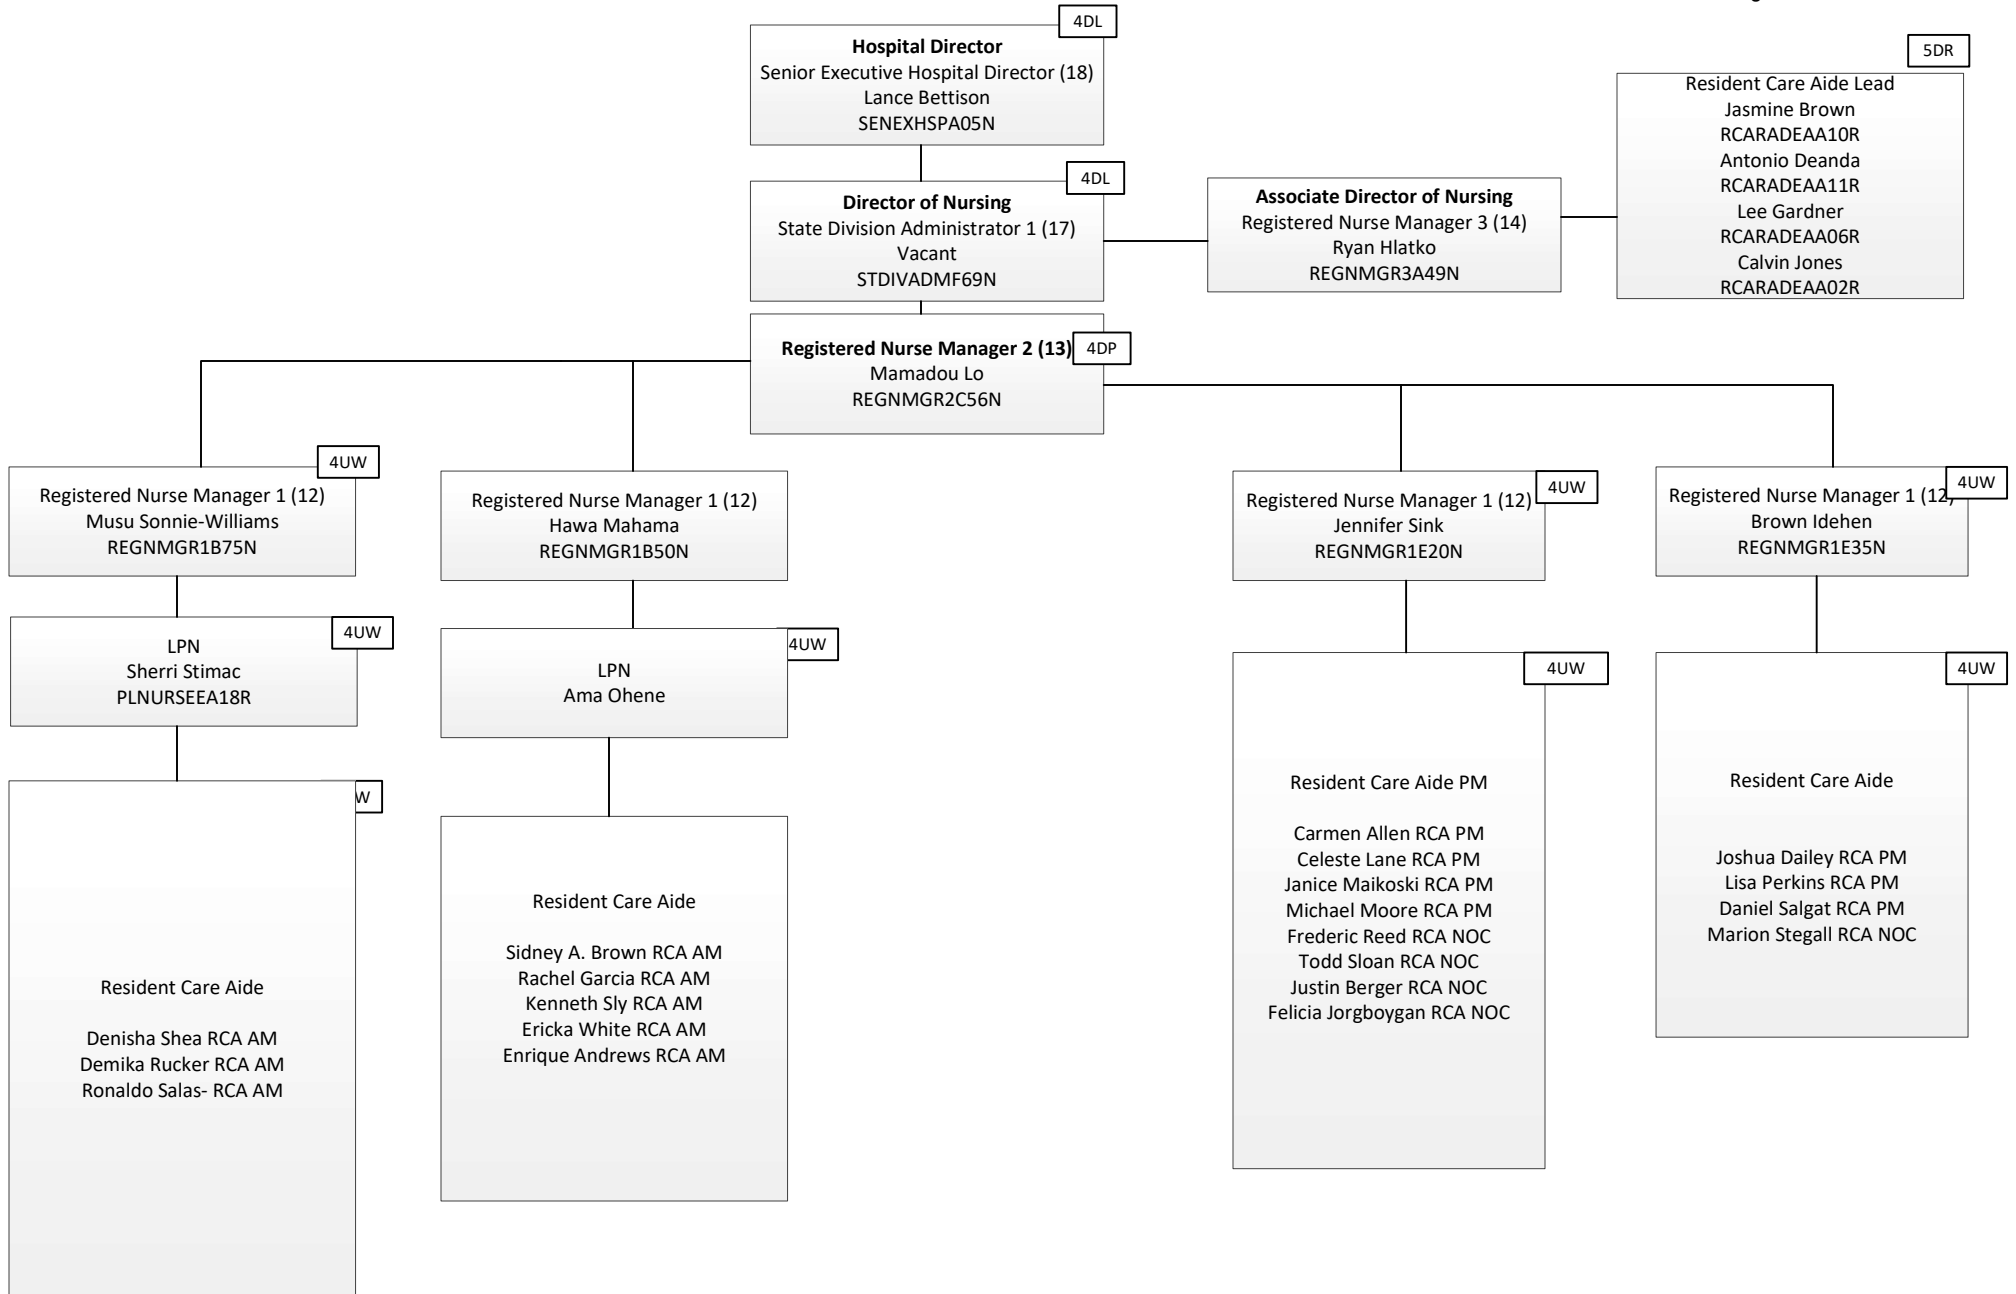 4DL
Hospital Director
Senior Executive Hospital Director (18)
Lance Bettison
SENEXHSPA05N
5DR
Resident Care Aide Lead
Jasmine Brown
RCARADEAA10R
Antonio Deanda
RCARADEAA11R
Lee Gardner
RCARADEAA06R
Calvin Jones
RCARADEAA02R
4DL
Director of Nursing
State Division Administrator 1 (17)
Vacant
STDIVADMF69N
Associate Director of Nursing
Registered Nurse Manager 3 (14)
Ryan Hlatko
REGNMGR3A49N
Registered Nurse Manager 2 (13)
4DP
Mamadou Lo
REGNMGR2C56N
4UW
Registered Nurse Manager 1 (12)
Musu Sonnie-Williams
REGNMGR1B75N
Registered Nurse Manager 1 (12)
Hawa Mahama
REGNMGR1B50N
4UW
Registered Nurse Manager 1 (12)
Jennifer Sink
REGNMGR1E20N
4UW
Registered Nurse Manager 1 (12)
Brown Idehen
REGNMGR1E35N
4UW
LPN
Sherri Stimac
PLNURSEEA18R
4UW
LPN
Ama Ohene
4UW
Resident Care Aide PM
Carmen Allen RCA PM
Celeste Lane RCA PM
Janice Maikoski RCA PM
Michael Moore RCA PM
Frederic Reed RCA NOC
Todd Sloan RCA NOC
Justin Berger RCA NOC
Felicia Jorgboygan RCA NOC
4UW
Resident Care Aide
Joshua Dailey RCA PM
Lisa Perkins RCA PM
Daniel Salgat RCA PM
Marion Stegall RCA NOC
W
Resident Care Aide
Denisha Shea RCA AM
Demika Rucker RCA AM
Ronaldo Salas- RCA AM
Resident Care Aide
Sidney A. Brown RCA AM
Rachel Garcia RCA AM
Kenneth Sly RCA AM
Ericka White RCA AM
Enrique Andrews RCA AM